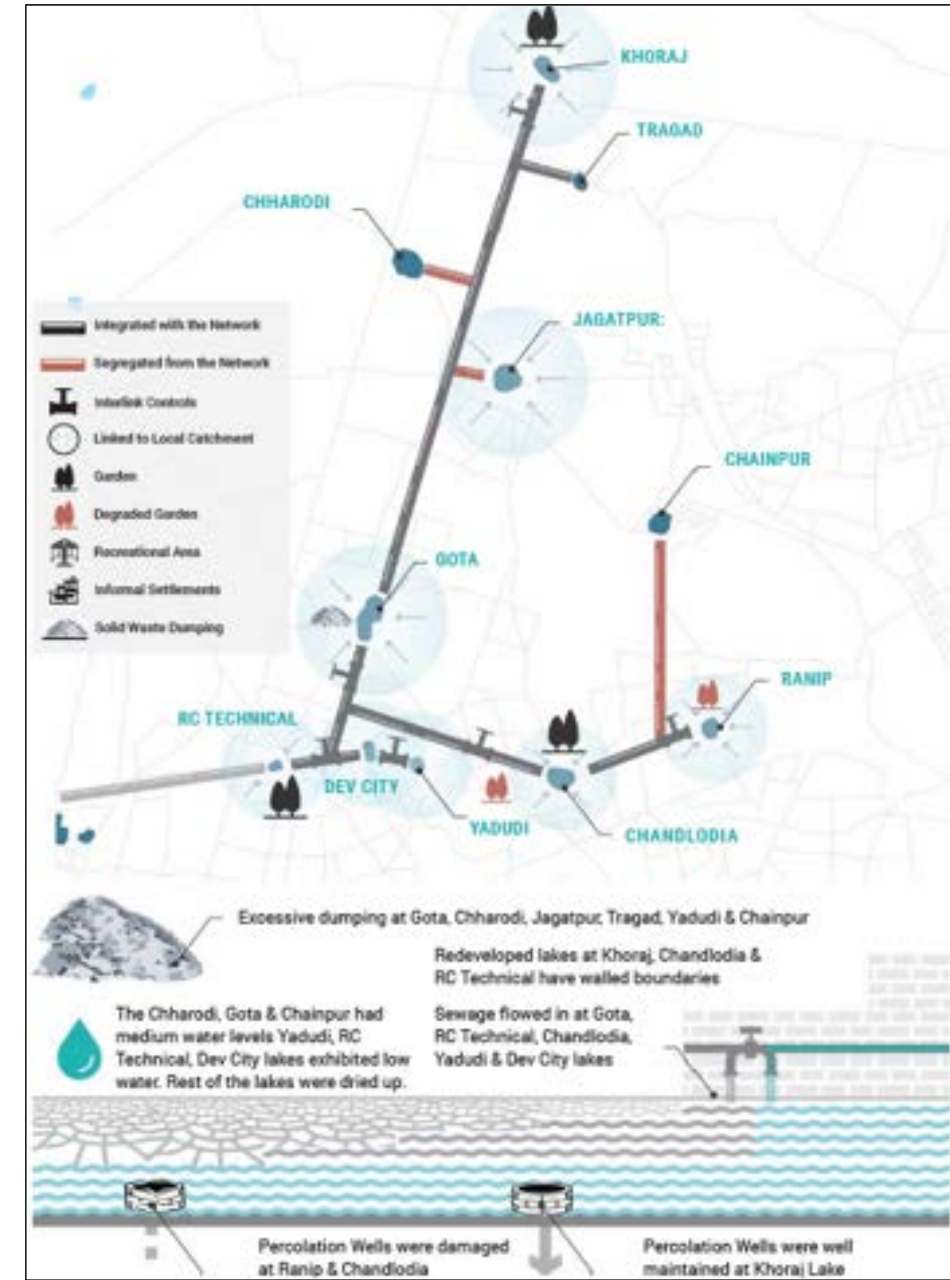 KHORAJ
TRAGAD
CHHARODI
JAGATPUR:
Integrated with the Network
Segregated from the Network
Interlink Controls
Linked to Local Catchment
Garden
Degraded Garden
Recreational Area
Informal Settlements
Solid Waste Dumping
CHAINPUR
GOTA
RANIP
RC TECHNICAL
DEV CITY
YADUDI
CHANDLODIA
Excessive dumping at Gota, Chharodi, Jagatpur, Tragad, Yadudi & Chainpur
Redeveloped lakes at Khoraj, Chandlodia &
RC Technical have walled boundaries
The Chharodi, Gota & Chainpur had
medium water levels Yadudi, RC
Technical, Dev City lakes exhibited low
water. Rest of the lakes were dried up.
Sewage flowed in at Gota,
RC Technical, Chandlodia,
Yadudi & Dev City lakes
Percolation Wells were damaged
at Ranip & Chandlodia
Percolation Wells were well
maintained at Khoraj Lake